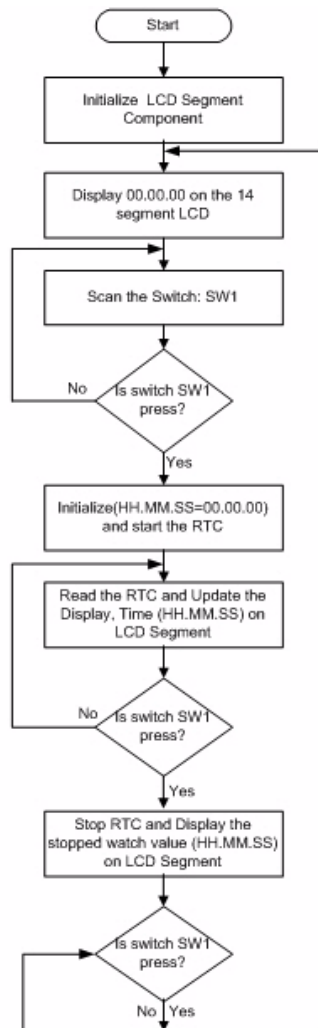 Start
Initialize LCD Segment
Component
Display 00.00.00 on the 14
segment LCD
Scan the Switch: SW1
Is switch SW1
press?
No
Yes
Initialize(HH.MM.SS=00.00.00)
and start the RTC
Read the RTC and Update the
Display, Time (HH.MM.SS) on
LCD Segment
Is switch SW1
press?
No
Yes
Stop RTC and Display the
stopped watch value (HH.MM.SS)
on LCD Segment
Is switch SW1
press?
No Yes